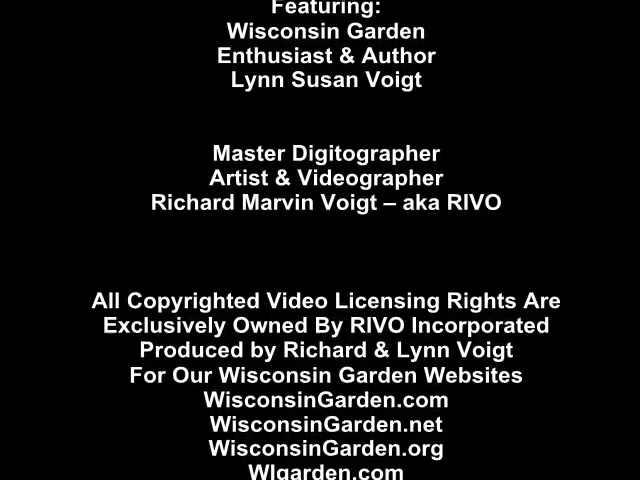 Featuring:
Wisconsin Garden
Enthusiast & Author
Lynn Susan Voigt
Master Digitographer
Artist & Videographer
Richard Marvin Voigt – aka RIVO
All Copyrighted Video Licensing Rights Are
Exclusively Owned By RIVO Incorporated
Produced by Richard & Lynn Voigt
For Our Wisconsin Garden Websites
WisconsinGarden.com
WisconsinGarden.net
WisconsinGarden.org
WIgarden.com